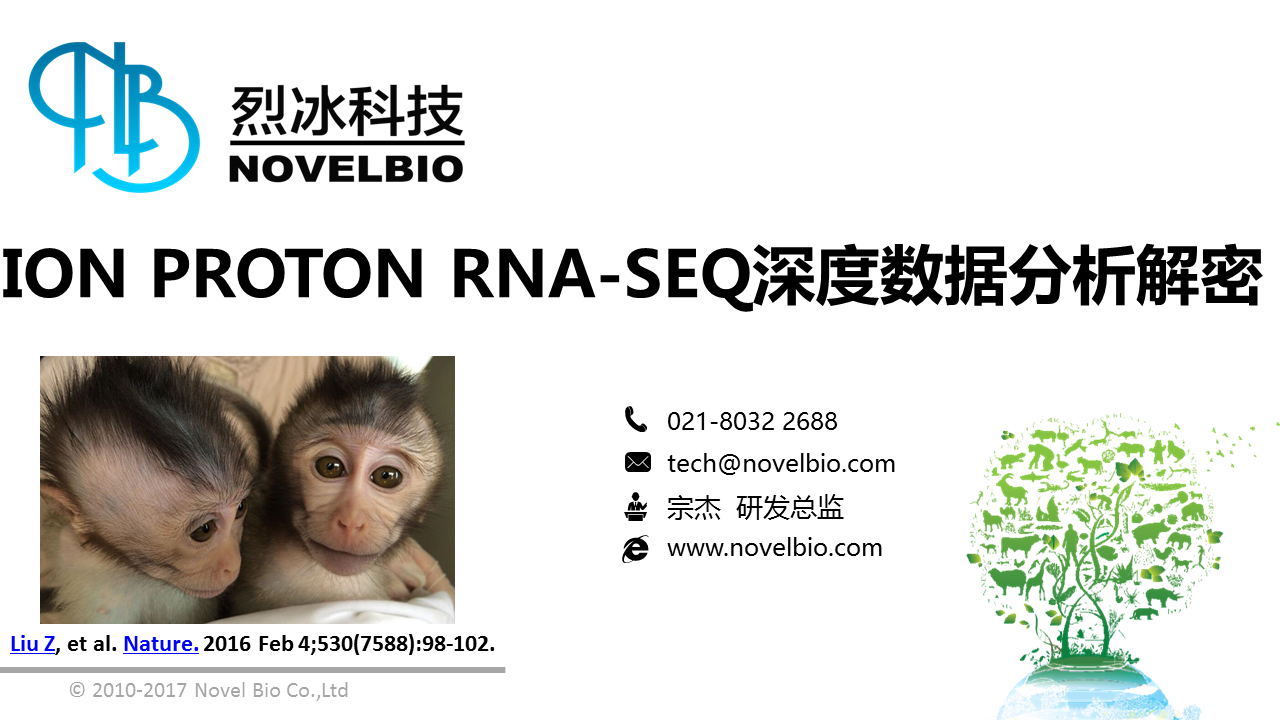 烈冰科技
NOVELBIO
ION PROTON RNA-SEQ深度数据分析解密
021-8032 2688
tech@novelbio.com
宗杰 研发总监
www.novelbio.com
Liu Z, et al. Nature. 2016 Feb 4;530(7588):98-102.
© 2010-2017 Novel Bio Co.,Ltd